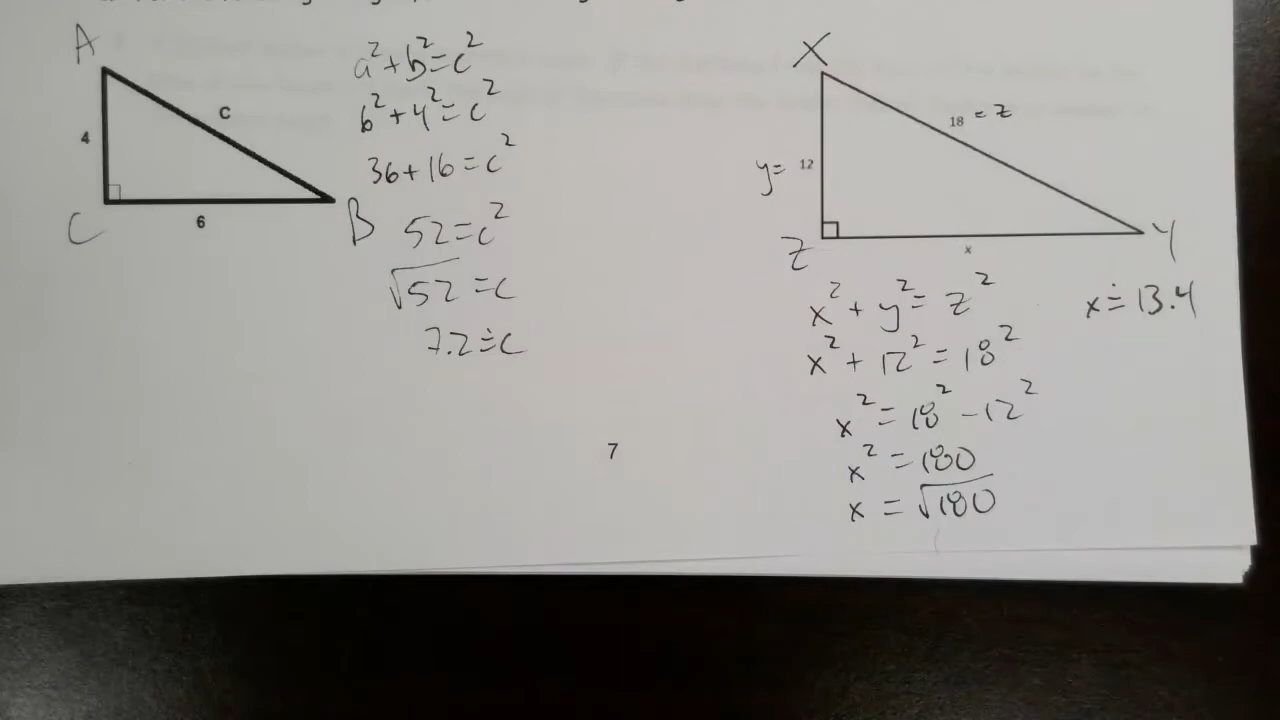 A
4
c
C
6
B
a²+b²=c²
6²+4²=c²
36+16=c²
52=c²
√52=c
7.2≐c
X
18 = z
y= 12
Z
x
Y
x²+y²=z²
x≐13.4
x²+12²=18²
x²=18²-12²
x²=180
x=√180
7